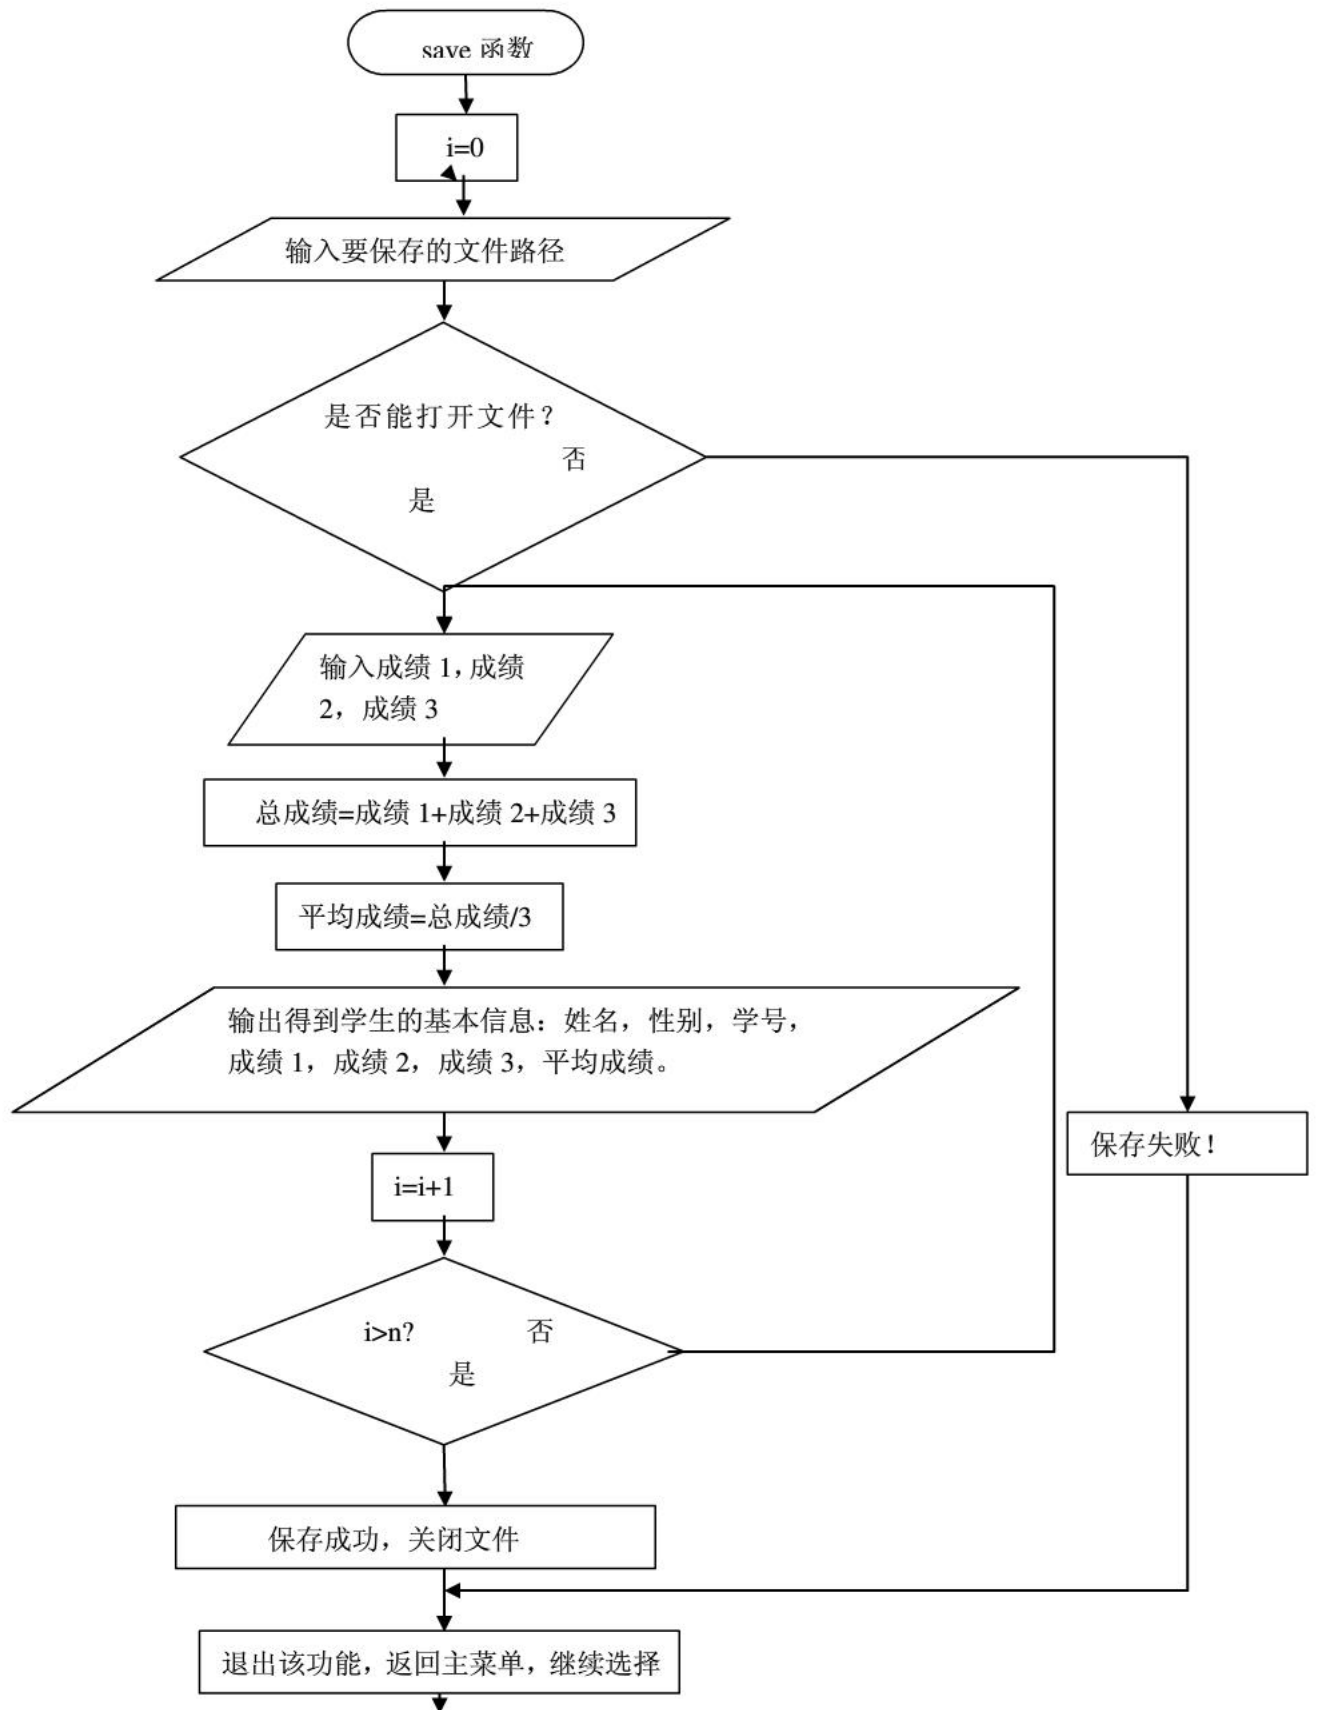 save 函数
i=0
输入要保存的文件路径
是否能打开文件？
否
是
输入成绩 1，成绩
2，成绩 3
总成绩=成绩 1+成绩 2+成绩 3
平均成绩=总成绩/3
输出得到学生的基本信息：姓名，性别，学号，
成绩 1，成绩 2，成绩 3，平均成绩。
保存失败！
i=i+1
i>n? 否
是
保存成功，关闭文件
退出该功能，返回主菜单，继续选择